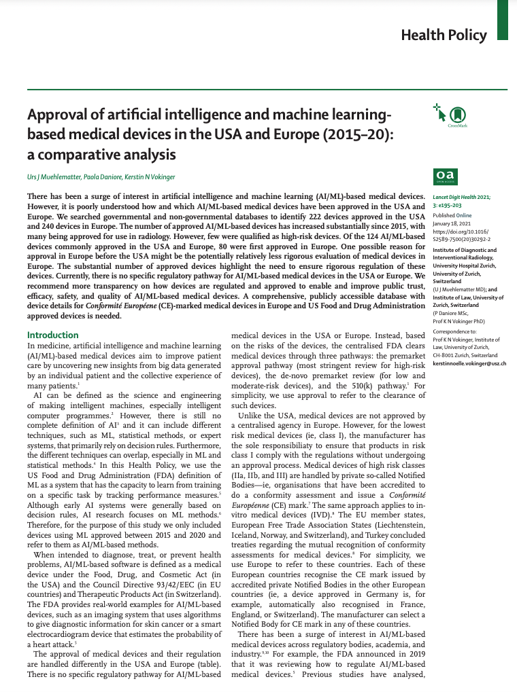 Health Policy
Approval of artificial intelligence and machine learning-
based medical devices in the USA and Europe (2015–20):
a comparative analysis
Urs J Muehlematter, Paola Daniore, Kerstin N Vokinger
There has been a surge of interest in artificial intelligence and machine learning (AI/ML)-based medical devices.
However, it is poorly understood how and which AI/ML-based medical devices have been approved in the USA and
Europe. We searched governmental and non-governmental databases to identify 222 devices approved in the USA
and 240 devices in Europe. The number of approved AI/ML-based devices has increased substantially since 2015, with
many being approved for use in radiology. However, few were qualified as high-risk devices. Of the 124 AI/ML-based
devices commonly approved in the USA and Europe, 80 were first approved in Europe. One possible reason for
approval in Europe before the USA might be the potentially relatively less rigorous evaluation of medical devices in
Europe. The substantial number of approved devices highlight the need to ensure rigorous regulation of these
devices. Currently, there is no specific regulatory pathway for AI/ML-based medical devices in the USA or Europe. We
recommend more transparency on how devices are regulated and approved to enable and improve public trust,
efficacy, safety, and quality of AI/ML-based medical devices. A comprehensive, publicly accessible database with
device details for Conformité Européene (CE)-marked medical devices in Europe and US Food and Drug Administration
approved devices is needed.
Introduction
In medicine, artificial intelligence and machine learning
(AI/ML)-based medical devices aim to improve patient
care by uncovering new insights from big data generated
by an individual patient and the collective experience of
many patients.1
AI can be defined as the science and engineering
of making intelligent machines, especially intelligent
computer programmes.2 However, there is still no
complete definition of AI3 and it can include different
techniques, such as ML, statistical methods, or expert
systems, that primarily rely on decision rules. Furthermore,
the different techniques can overlap, especially in ML and
statistical methods.4 In this Health Policy, we use the
US Food and Drug Administration (FDA) definition of
ML as a system that has the capacity to learn from training
on a specific task by tracking performance measures.5
Although early AI systems were generally based on
decision rules, AI research focuses on ML methods.6
Therefore, for the purpose of this study we only included
devices using ML approved between 2015 and 2020 and
refer to them as AI/ML-based methods.
When intended to diagnose, treat, or prevent health
problems, AI/ML-based software is defined as a medical
device under the Food, Drug, and Cosmetic Act (in
the USA) and the Council Directive 93/42/EEC (in EU
countries) and Therapeutic Products Act (in Switzerland).
The FDA provides real-world examples for AI/ML-based
devices, such as an imaging system that uses algorithms
to give diagnostic information for skin cancer or a smart
electrocardiogram device that estimates the probability of
a heart attack.7
The approval of medical devices and their regulation
are handled differently in the USA and Europe (table).
There is no specific regulatory pathway for AI/ML-based
medical devices in the USA or Europe. Instead, based
on the risks of the devices, the centralised FDA clears
medical devices through three pathways: the premarket
approval pathway (most stringent review for high-risk
devices), the de-novo premarket review (for low and
moderate-risk devices), and the 510(k) pathway.5 For
simplicity, we use approval to refer to the clearance of
such devices.
Unlike the USA, medical devices are not approved by
a centralised agency in Europe. However, for the lowest
risk medical devices (ie, class I), the manufacturer has
the sole responsibiliaty to ensure that products in risk
class I comply with the regulations without undergoing
an approval process. Medical devices of high risk classes
(IIa, IIb, and III) are handled by private so-called Notified
Bodies—ie, organisations that have been accredited to
do a conformity assessment and issue a Conformité
Européenne (CE) mark.7 The same approach applies to in-
vitro medical devices (IVD).8 The EU member states,
European Free Trade Association States (Liechtenstein,
Iceland, Norway, and Switzerland), and Turkey concluded
treaties regarding the mutual recognition of conformity
assessments for medical devices.9 For simplicity, we
use Europe to refer to these countries. Each of these
European countries recognise the CE mark issued by
accredited private Notified Bodies in the other European
countries (ie, a device approved in Germany is, for
example, automatically also recognised in France,
England, or Switzerland). The manufacturer can select a
Notified Body for CE mark in any of these countries.
There has been a surge of interest in AI/ML-based
medical devices across regulatory bodies, academia, and
industry. For example, the FDA announced in 2019
that it was reviewing how to regulate AI/ML-based
medical devices.5 Previous studies have analysed,
CrossMark
oa
Lancet Digit Health 2021;
3: e195–203
Published Online
January 18, 2021
https://doi.org/10.1016/
S2589-7500(20)30292-2
Institute of Diagnostic and
Interventional Radiology,
University Hospital Zurich,
University of Zurich,
Switzerland
(U J Muehlematter MD); and
Institute of Law, University of
Zurich, Switzerland
(P Daniore MSc,
Prof K N Vokinger PhD)
Correspondence to:
Prof K N Vokinger, Institute of
Law, University of Zurich,
CH-8001 Zurich, Switzerland
kerstinnoelle.vokinger@usz.ch